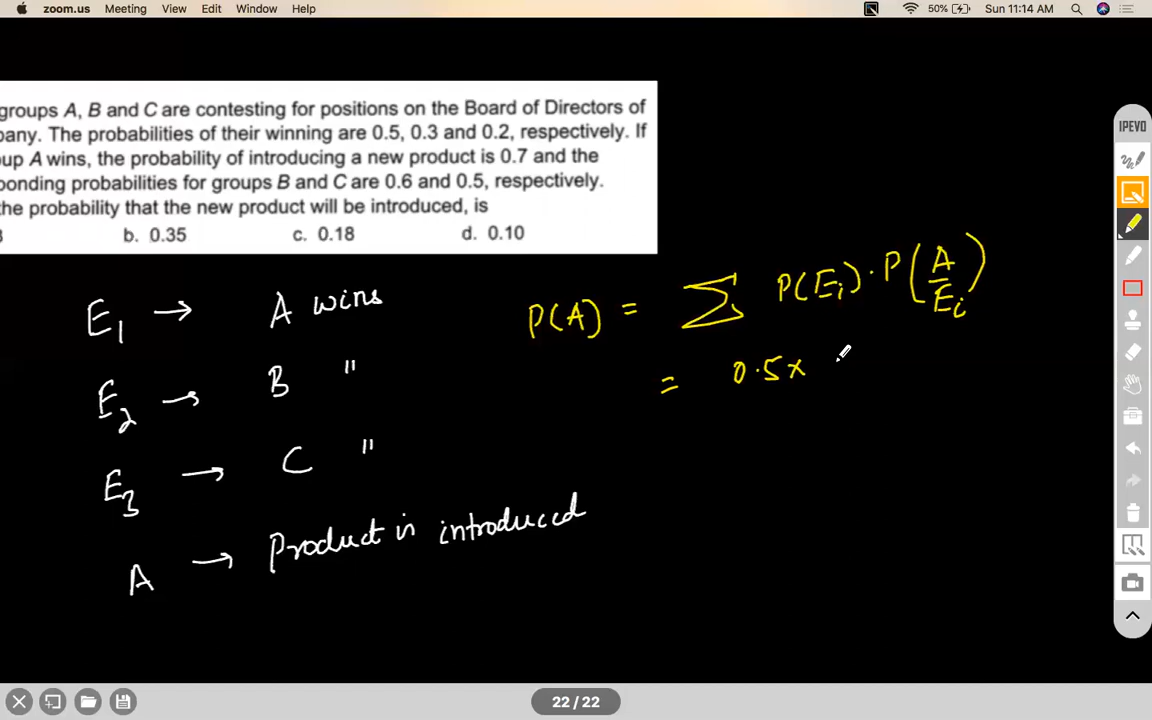 zoom.us Meeting View Edit Window Help 50% Sun 11:14 AM
groups A, B and C are contesting for positions on the Board of Directors of
pany. The probabilities of their winning are 0.5, 0.3 and 0.2, respectively. If
up A wins, the probability of introducing a new product is 0.7 and the
ponding probabilities for groups B and C are 0.6 and 0.5, respectively.
the probability that the new product will be introduced, is
b. 0.35 c. 0.18 d. 0.10
IPEVO
E₁ → A wins
P(A) = ∑ P(Eᵢ)·P(A/Eᵢ)
= 0.5x
E₂ → B "
E₃ → C "
A → Product is introduced
22 / 22